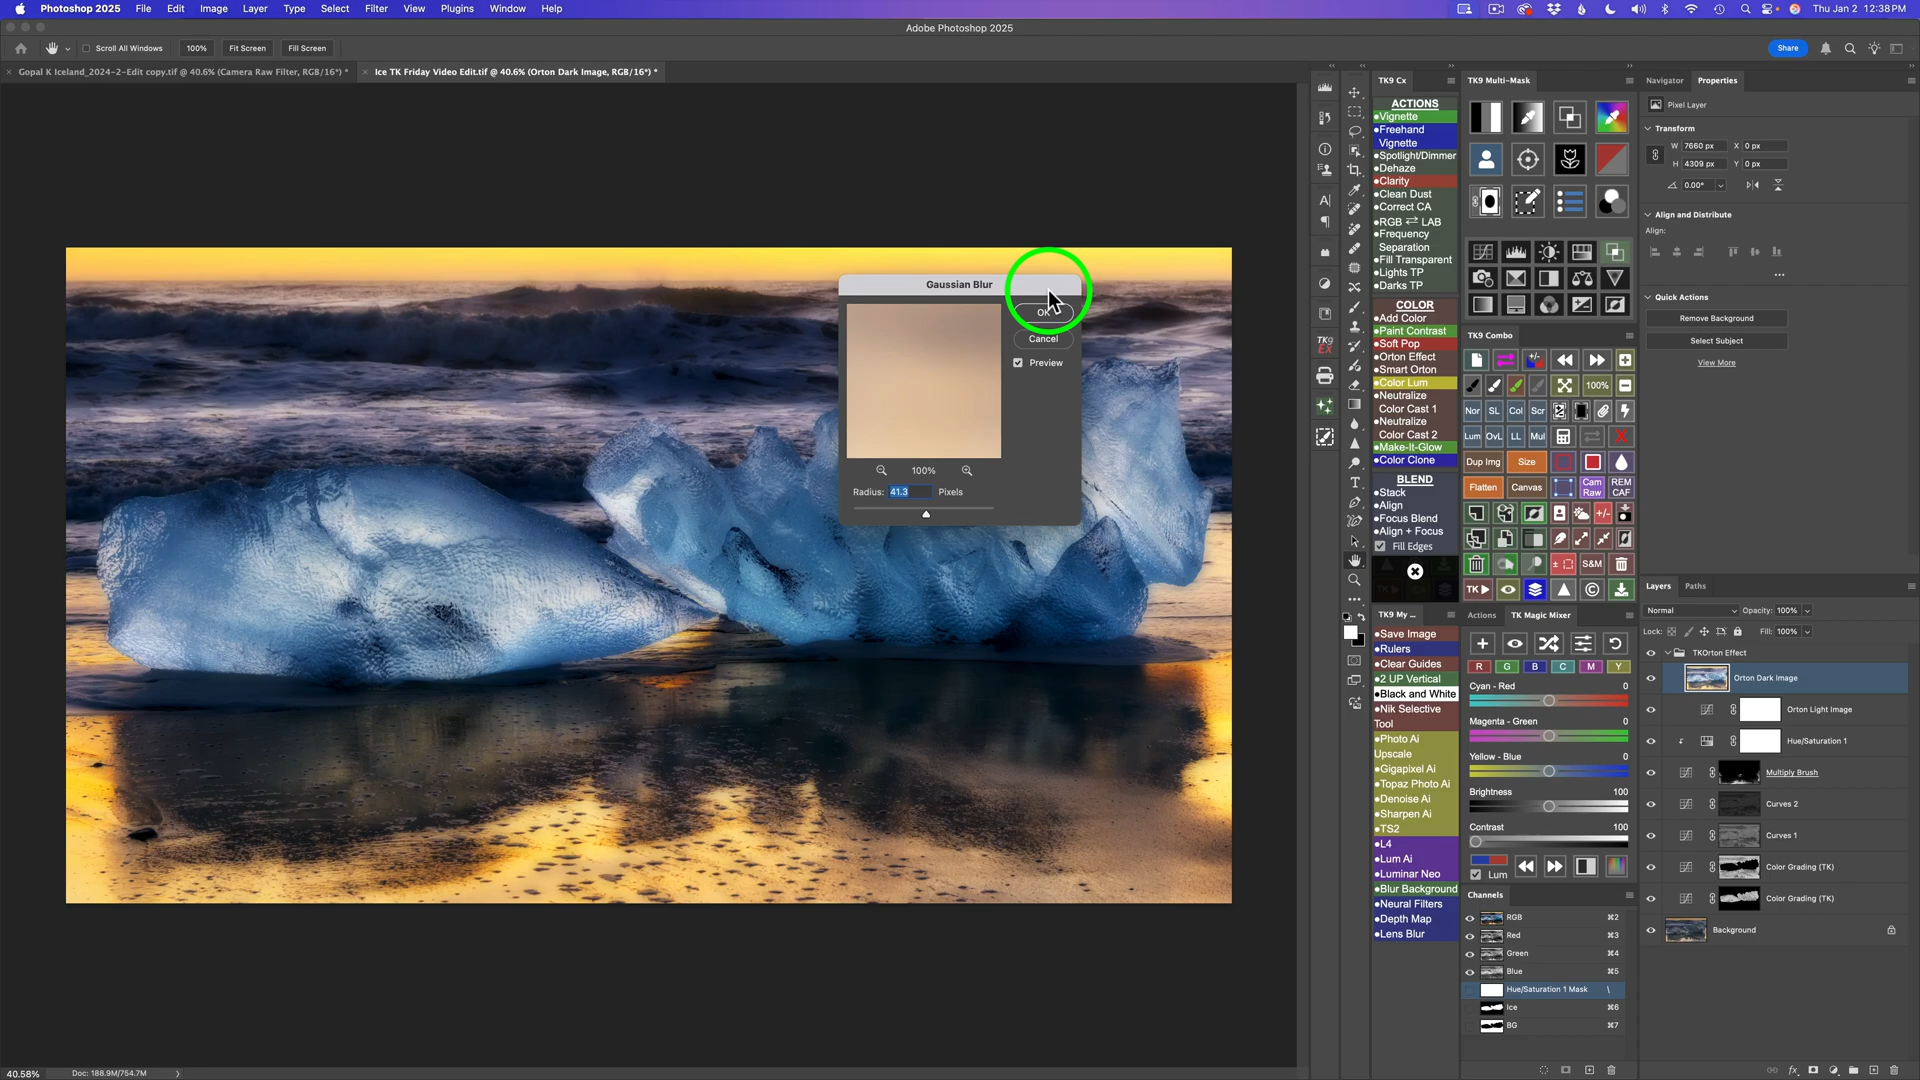 Photoshop 2025 File Edit Image Layer Type Select Filter View Plugins Window Help Thu Jan 2 12:38 PM
Adobe Photoshop 2025
Scroll All Windows 100% Fit Screen Fill Screen Share
Gopal K Iceland_2024-2-Edit copy.tif @ 40.6% (Camera Raw Filter, RGB/16*) *
Ice TK Friday Video Edit.tif @ 40.6% (Orton Dark Image, RGB/16*) *
Gaussian Blur
OK
Cancel
Preview
100%
Radius: 41.3 Pixels
40.58% Doc: 188.9M/754.7M
TK9 EX
TK9 Cx
ACTIONS
Vignette
Freehand
Vignette
Spotlight/Dimmer
Dehaze
Clarity
Clean Dust
Correct CA
RGB ⇄ LAB
Frequency
Separation
Fill Transparent
Lights TP
Darks TP
COLOR
Add Color
Paint Contrast
Soft Pop
Orton Effect
Smart Orton
Color Lum
Neutralize
Color Cast 1
Neutralize
Color Cast 2
Make-It-Glow
Color Clone
BLEND
Stack
Align
Focus Blend
Align + Focus
Fill Edges
TK9 My ...
Save Image
Rulers
Clear Guides
2 UP Vertical
Black and White
Nik Selective
Tool
Photo Ai
Upscale
Gigapixel Ai
Topaz Photo Ai
Denoise Ai
Sharpen Ai
TS2
L4
Lum Ai
Luminar Neo
Blur Background
Neural Filters
Depth Map
Lens Blur
TK9 Multi-Mask
TK9 Combo
100%
Nor SL Col Scr
Lum OvL LL Mul
Dup Img Size
Flatten Canvas Cam Raw REM CAF
S&M
TK
Actions TK Magic Mixer
R G B C M Y
Cyan - Red 0
Magenta - Green 0
Yellow - Blue 0
Brightness 100
Contrast 100
Lum
Channels
RGB ⌘2
Red ⌘3
Green ⌘4
Blue ⌘5
Hue/Saturation 1 Mask \
Ice ⌘6
BG ⌘7
Navigator Properties
Pixel Layer
Transform
W 7660 px X 0 px
H 4309 px Y 0 px
0.00°
Align and Distribute
Align:
Quick Actions
Remove Background
Select Subject
View More
Layers Paths
Normal Opacity: 100%
Lock: Fill: 100%
TKOrton Effect
Orton Dark Image
Orton Light Image
Hue/Saturation 1
Multiply Brush
Curves 2
Curves 1
Color Grading (TK)
Color Grading (TK)
Background